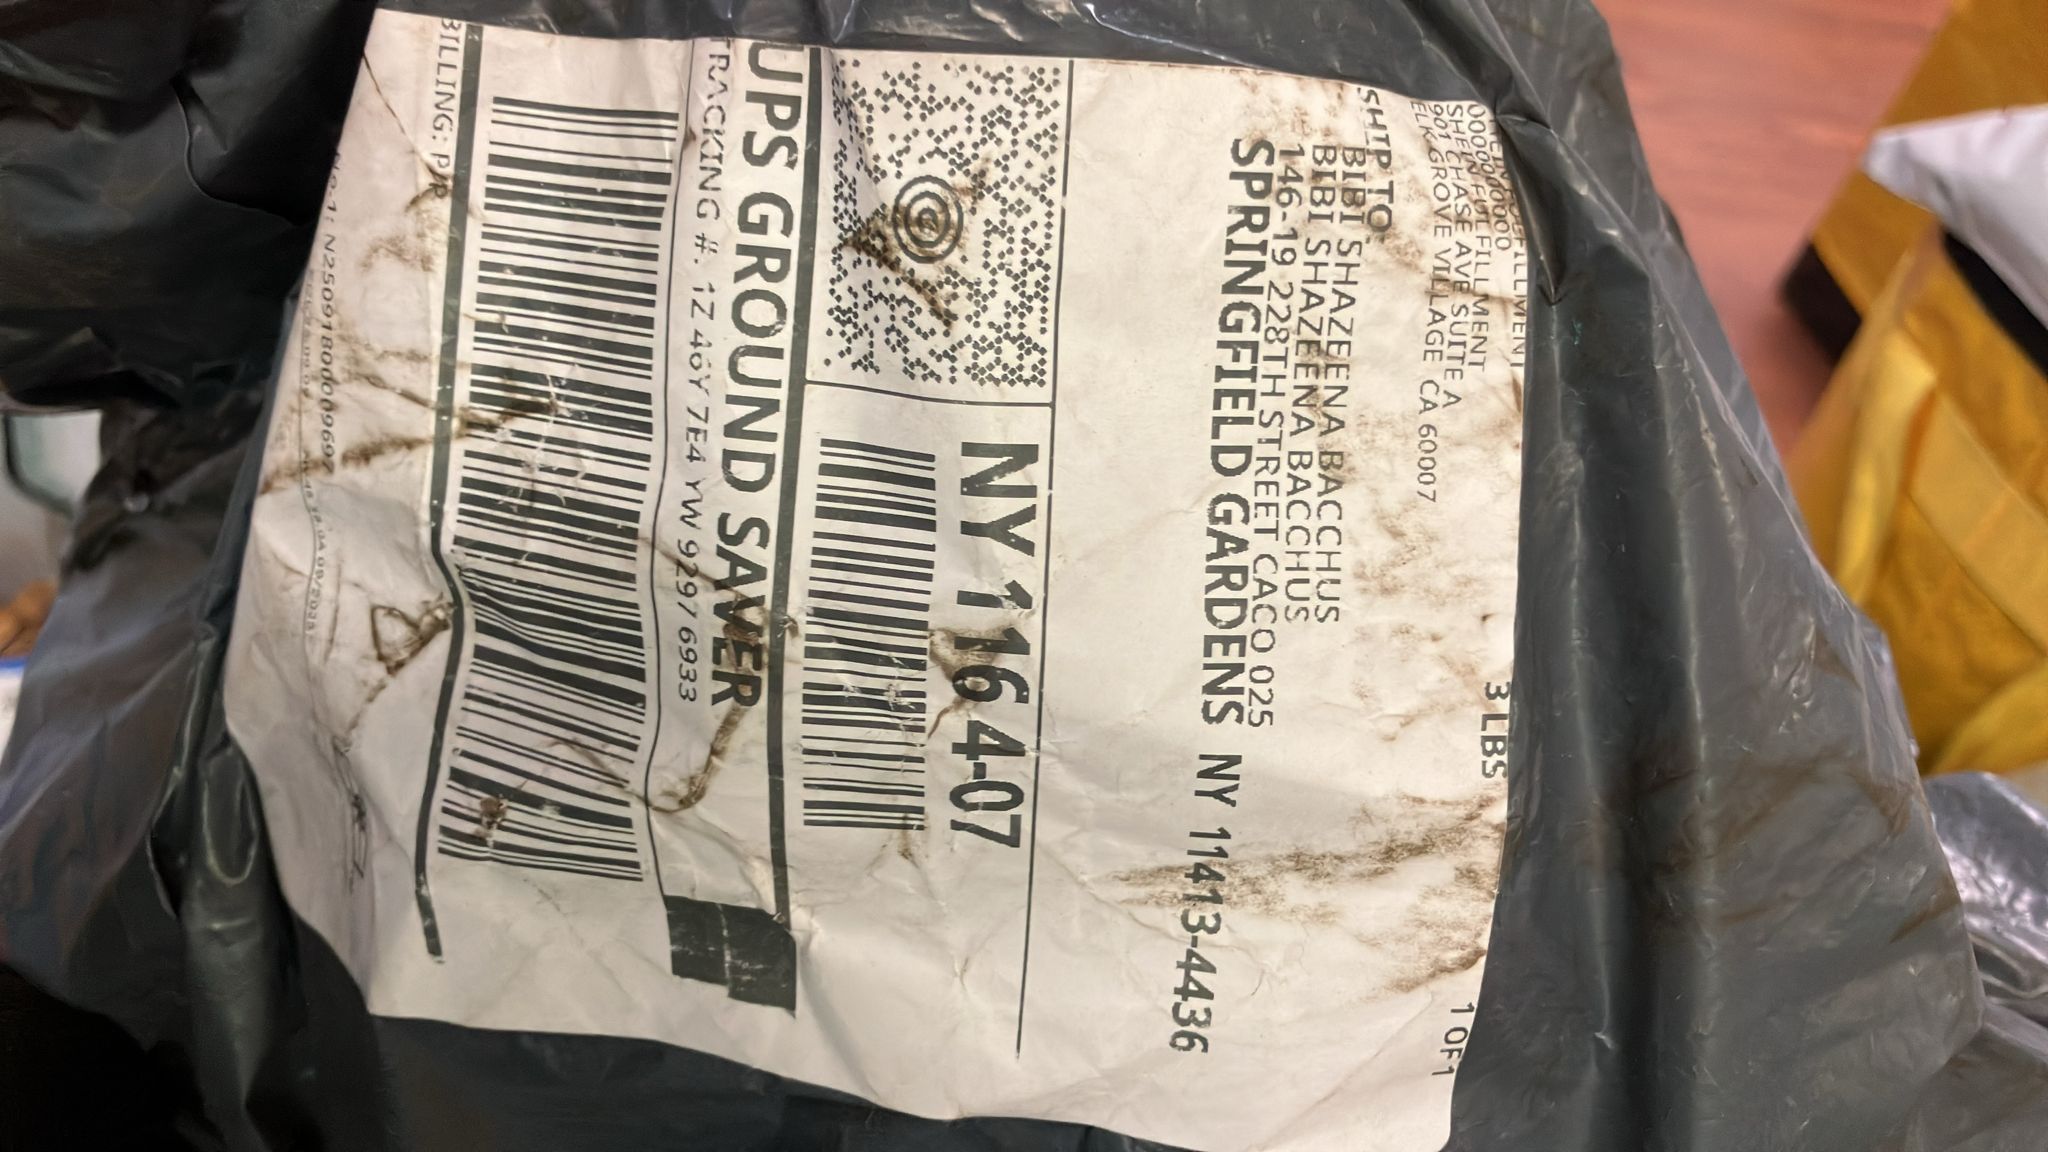 0000000000
SHEIN FULFILLMENT
901 CHASE AVE SUITE A
ELK GROVE VILLAGE CA 60007
3 LBS
1 OF 1
SHIP TO:
BIBI SHAZEENA BACCHUS
BIBI SHAZEENA BACCHUS
146-19 228TH STREET CACO 025
SPRINGFIELD GARDENS NY 11413-4436
NY 116 4-07
UPS GROUND SAVER
TRACKING #: 1Z 46Y 7E4 YW 9297 6933
BILLING: P/P